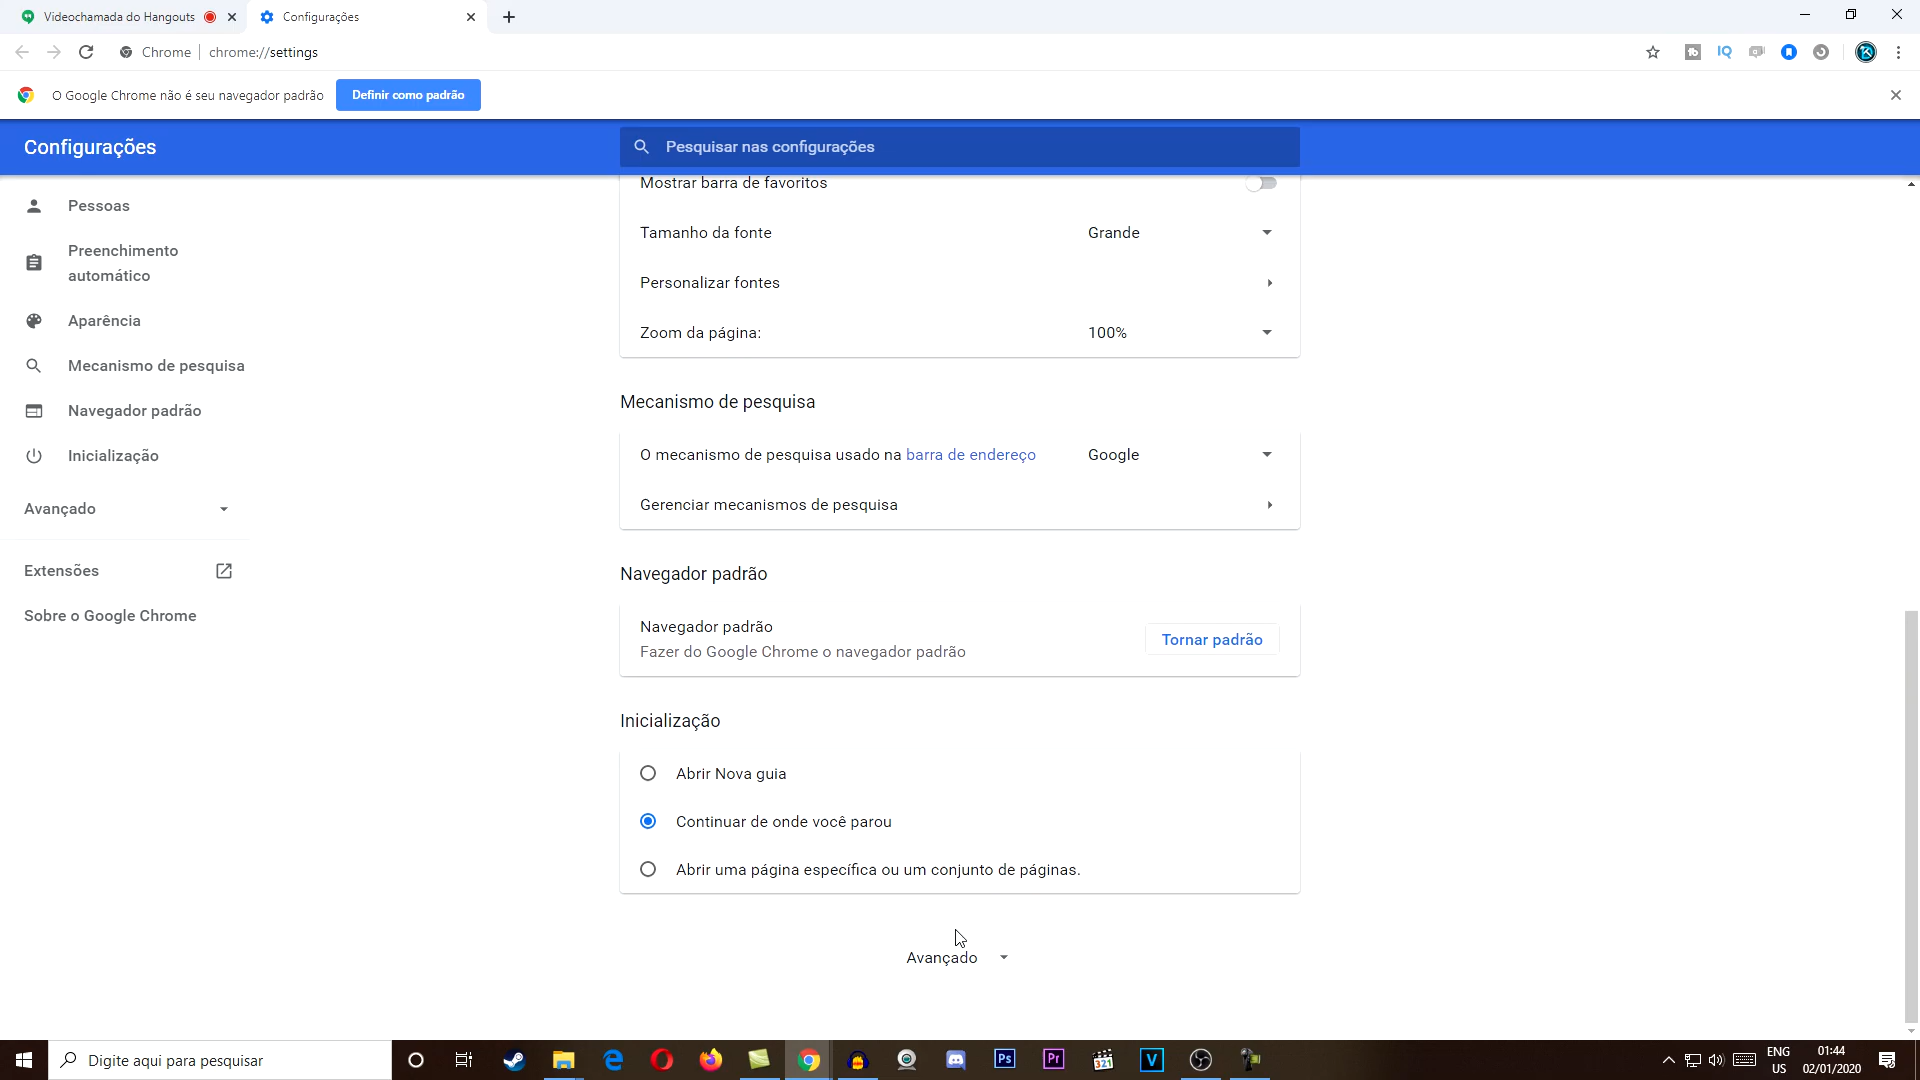 Videochamada do Hangouts
Configurações
Chrome
chrome://settings
O Google Chrome não é seu navegador padrão
Definir como padrão
Configurações
Pesquisar nas configurações
Pessoas
Preenchimento
automático
Aparência
Mecanismo de pesquisa
Navegador padrão
Inicialização
Avançado
Extensões
Sobre o Google Chrome
Mostrar barra de favoritos
Tamanho da fonte
Grande
Personalizar fontes
Zoom da página:
100%
Mecanismo de pesquisa
O mecanismo de pesquisa usado na barra de endereço
Google
Gerenciar mecanismos de pesquisa
Navegador padrão
Navegador padrão
Fazer do Google Chrome o navegador padrão
Tornar padrão
Inicialização
Abrir Nova guia
Continuar de onde você parou
Abrir uma página específica ou um conjunto de páginas.
Avançado
Digite aqui para pesquisar
Ps
Pr
321
V
ENG
US
01:44
02/01/2020